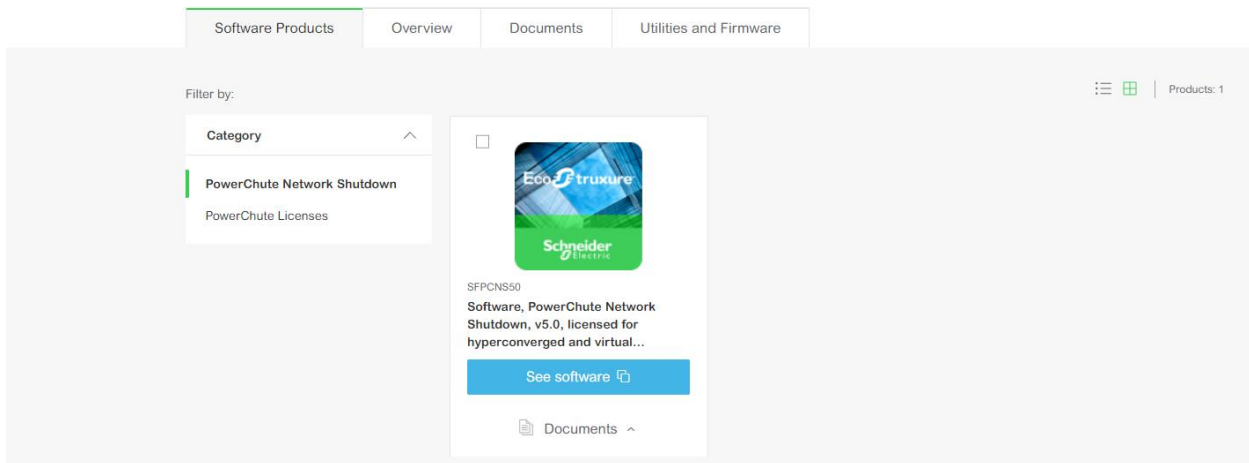 Software Products
Overview
Documents
Utilities and Firmware
Filter by:
Products: 1
Category
PowerChute Network Shutdown
PowerChute Licenses
EcoStruxure
Schneider
Electric
SFPCNS50
Software, PowerChute Network
Shutdown, v5.0, licensed for
hyperconverged and virtual...
See software
Documents